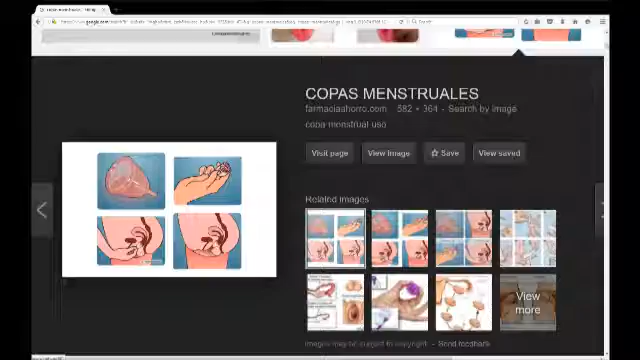 COPAS MENSTRUALES
farmaciaahorro.com 582 × 364 - Search by image
copa menstrual uso
Visit page
View image
Save
View saved
Related images
View more
Images may be subject to copyright. - Send feedback